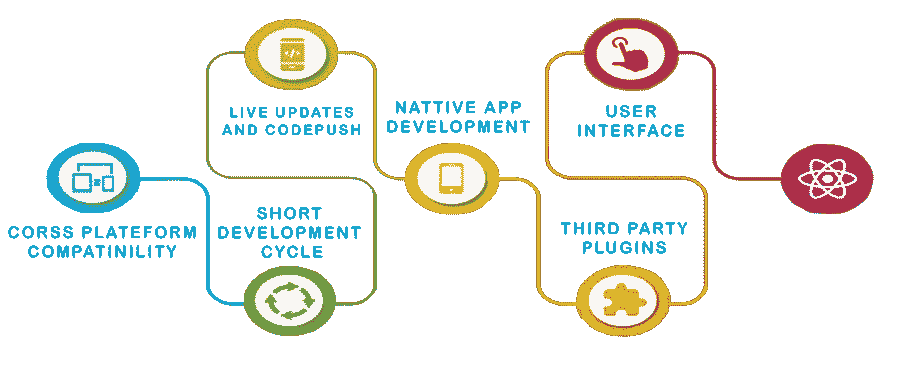 CORSS PLATEFORM
COMPATINILITY
SHORT
DEVELOPMENT
CYCLE
LIVE UPDATES
AND CODEPUSH
NATTIVE APP
DEVELOPMENT
THIRD PARTY
PLUGINS
USER
INTERFACE